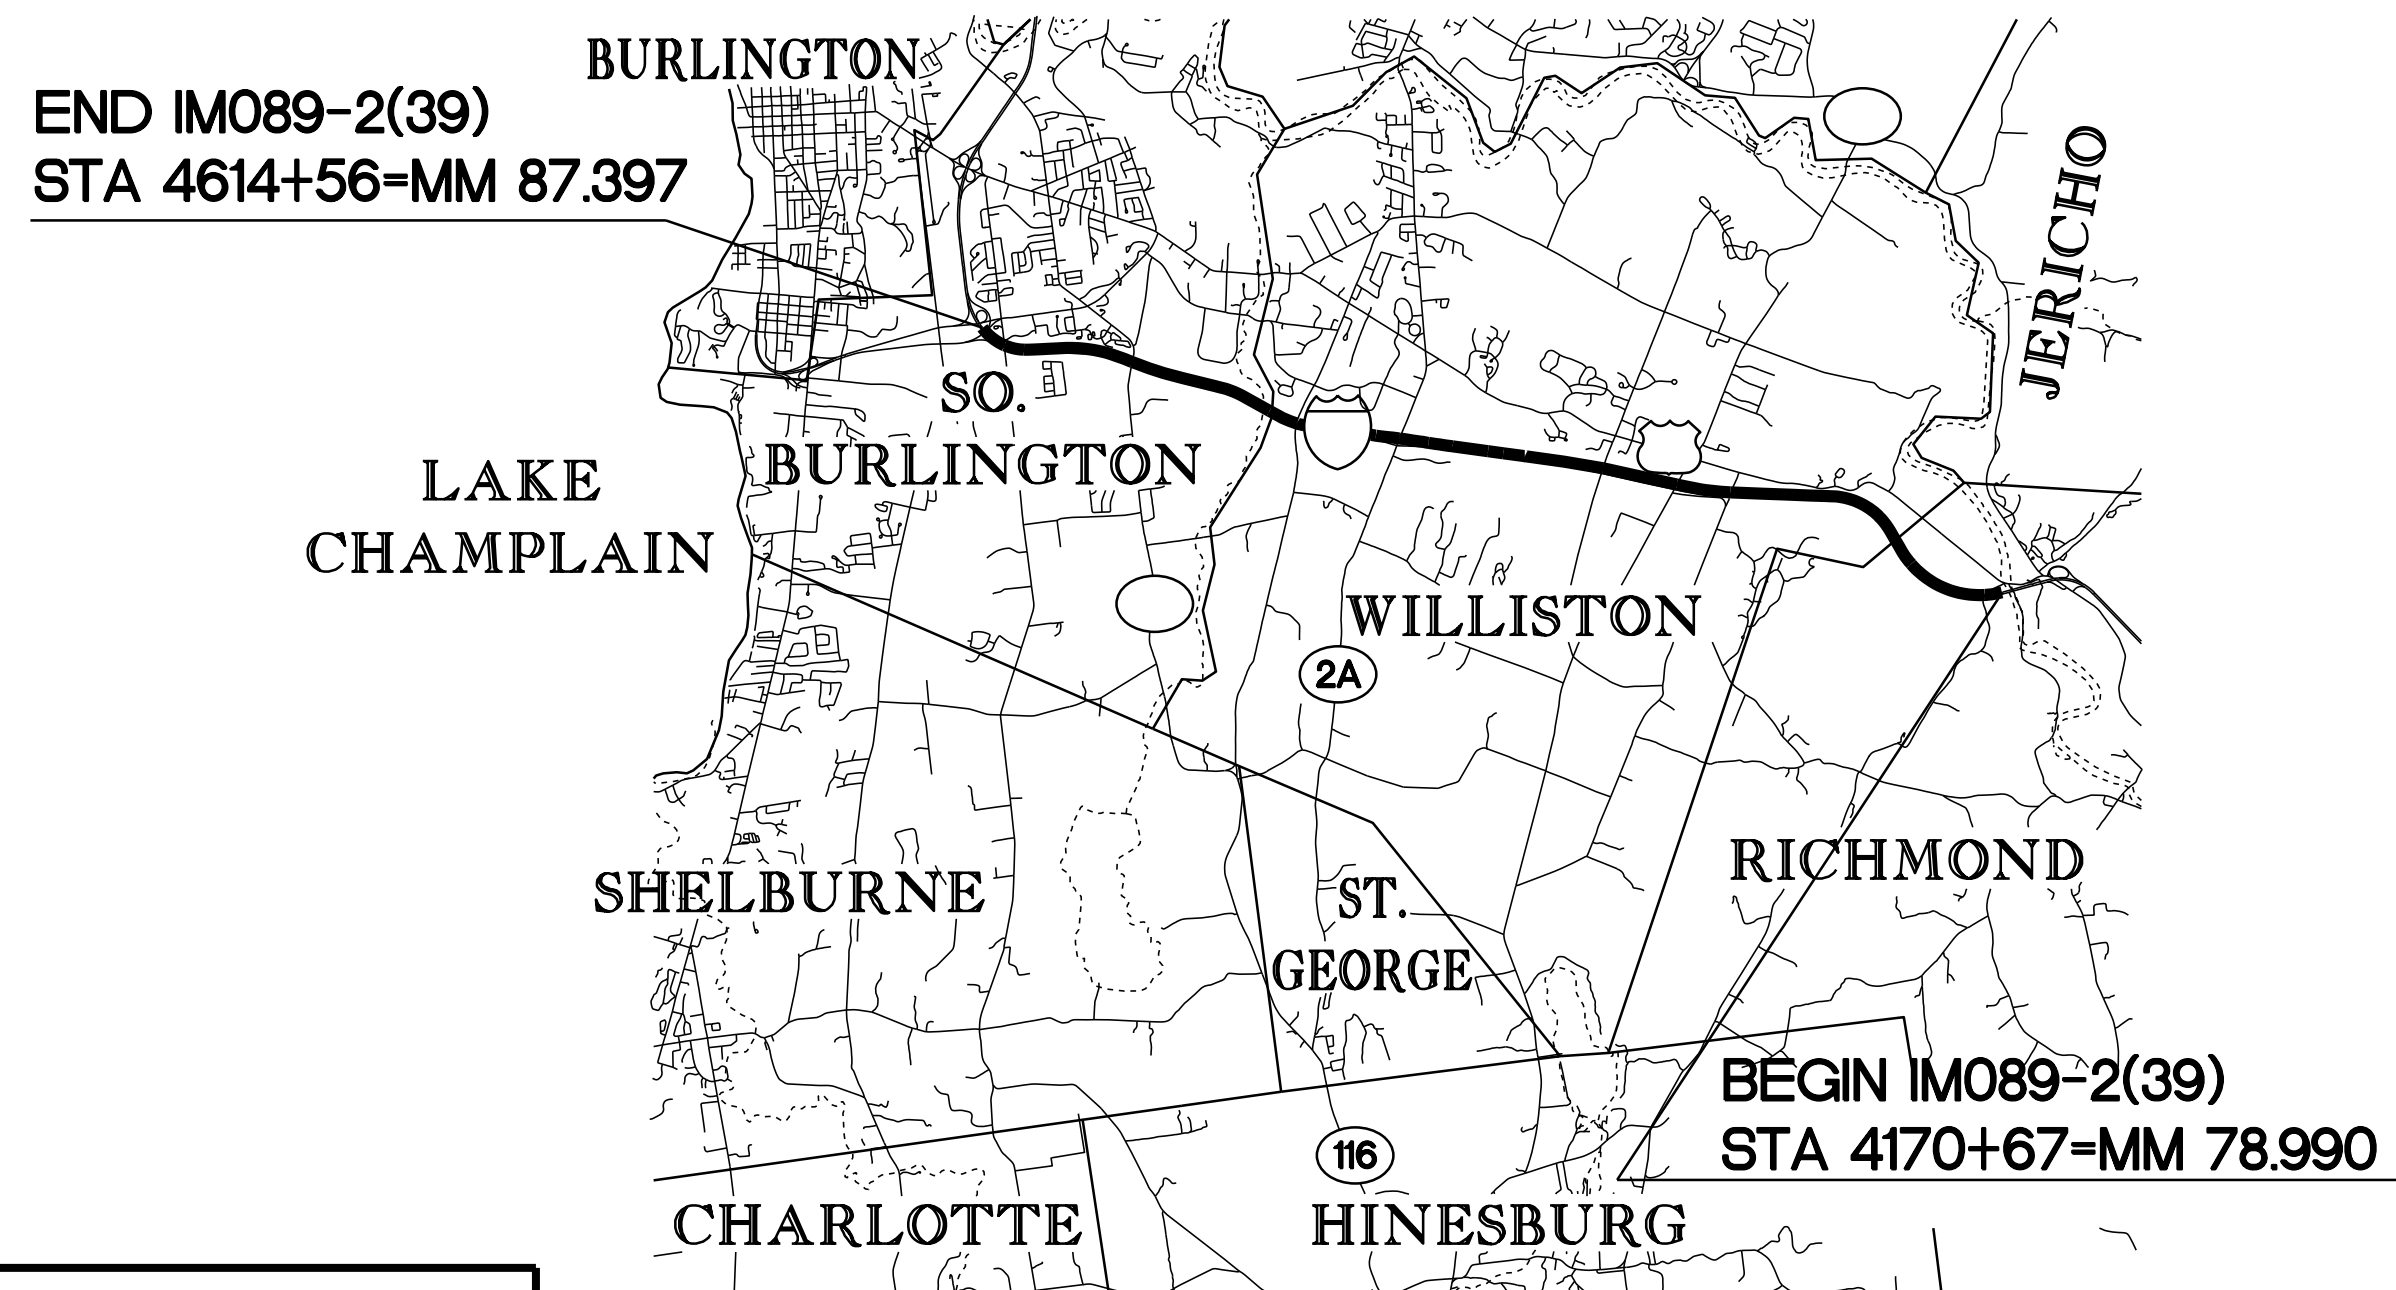 BURLINGTON
END IM089-2(39)
STA 4614+56=MM 87.397
JERICHO
SO.
BURLINGTON
LAKE
CHAMPLAIN
WILLISTON
2A
RICHMOND
SHELBURNE
ST.
GEORGE
BEGIN IM089-2(39)
STA 4170+67=MM 78.990
116
CHARLOTTE
HINESBURG